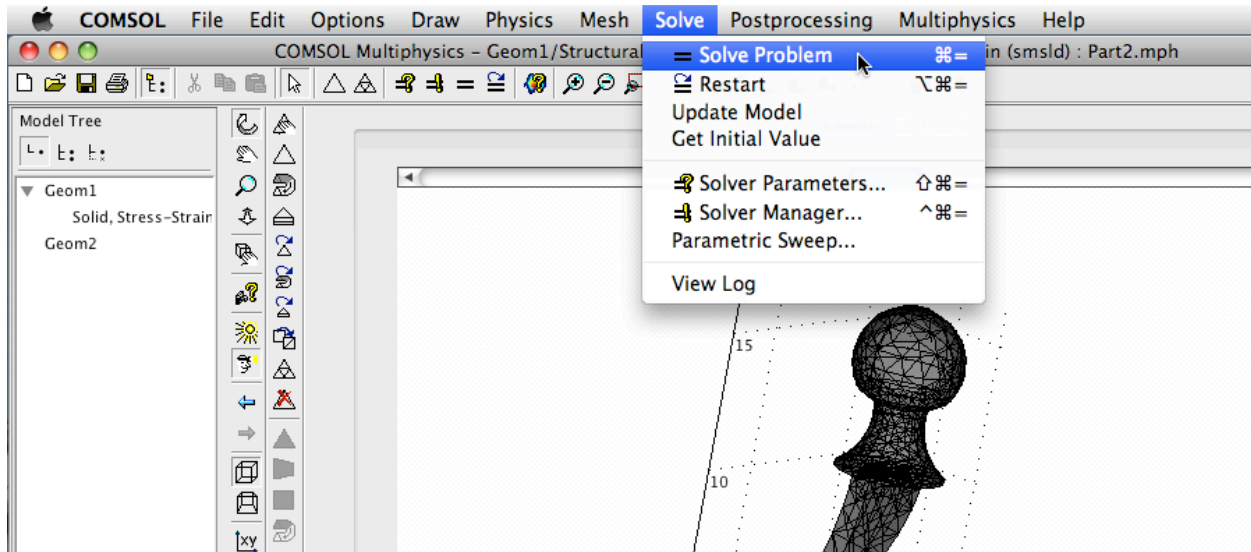 COMSOL File Edit Options Draw Physics Mesh Solve Postprocessing Multiphysics Help
COMSOL Multiphysics – Geom1/Structural in (smsld) : Part2.mph
= Solve Problem ⌘=
Restart ⌥⌘=
Update Model
Get Initial Value
Solver Parameters... ⇧⌘=
Solver Manager... ^⌘=
Parametric Sweep...
View Log
Model Tree
Geom1
Solid, Stress-Strain
Geom2
15
10
xy